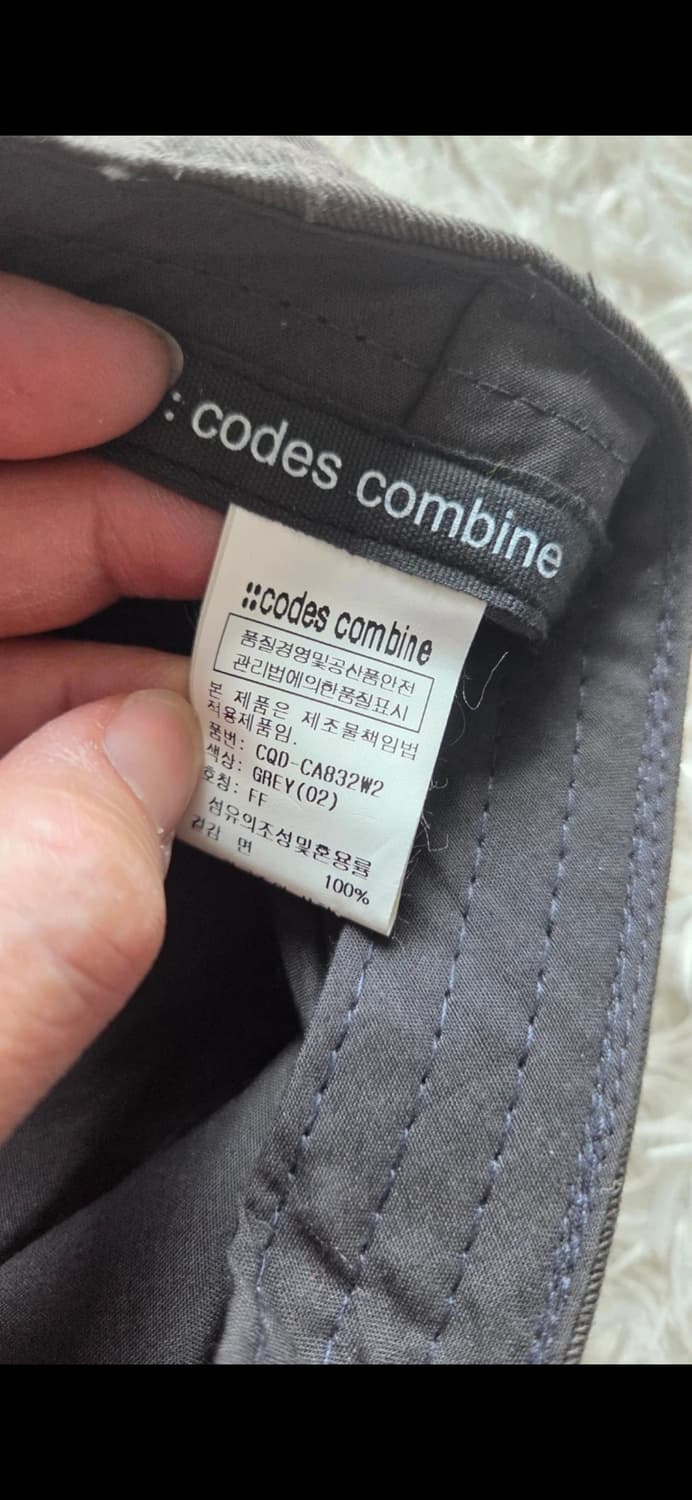 : codes combine
::codes combine
품질경영및공산품안전
관리법에의한품질표시
본 제품은 제조물책임법
적용제품임.
품번: CQD-CA832W2
색상: GREY(02)
호칭: FF
섬유의조성및혼용률
겉감 면 100%